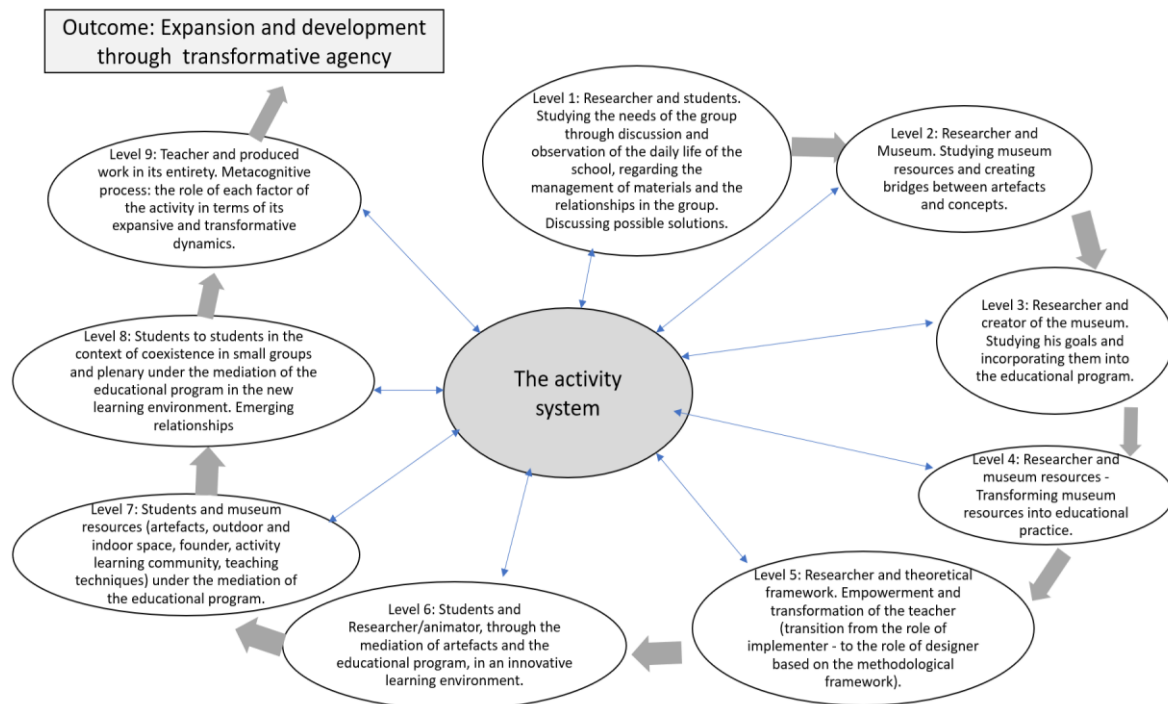 Outcome: Expansion and development
through transformative agency
Level 1: Researcher and students.
Studying the needs of the group
through discussion and
observation of the daily life of the
school, regarding the
management of materials and the
relationships in the group.
Discussing possible solutions.
Level 2: Researcher and
Museum. Studying museum
resources and creating
bridges between artefacts
and concepts.
Level 3: Researcher and
creator of the museum.
Studying his goals and
incorporating them into
the educational program.
Level 4: Researcher and
museum resources -
Transforming museum
resources into educational
practice.
Level 5: Researcher and theoretical
framework. Empowerment and
transformation of the teacher
(transition from the role of
implementer - to the role of designer
based on the methodological
framework).
Level 6: Students and
Researcher/animator, through the
mediation of artefacts and the
educational program, in an innovative
learning environment.
Level 7: Students and museum
resources (artefacts, outdoor and
indoor space, founder, activity
learning community, teaching
techniques) under the mediation of
the educational program.
Level 8: Students to students in the
context of coexistence in small groups
and plenary under the mediation of the
educational program in the new
learning environment. Emerging
relationships
Level 9: Teacher and produced
work in its entirety. Metacognitive
process: the role of each factor of
the activity in terms of its
expansive and transformative
dynamics.
The activity
system